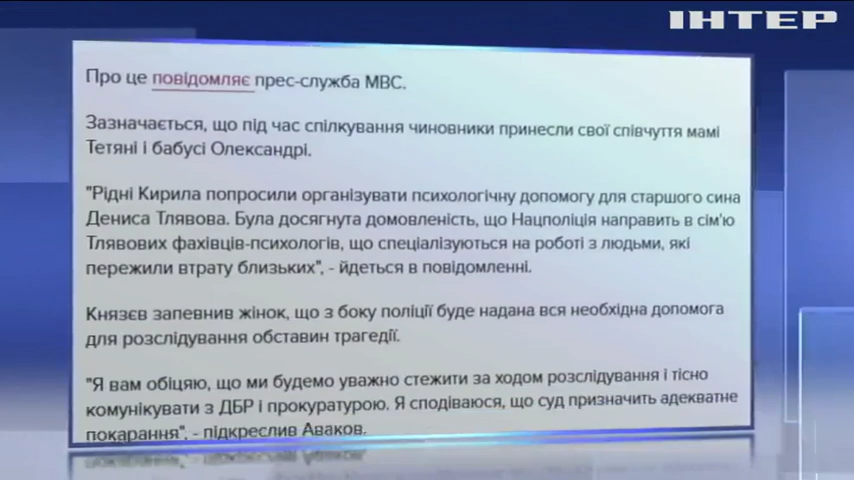 ІНТЕР
Про це повідомляє прес-служба МВС.
Зазначається, що під час спілкування чиновники принесли свої співчуття мамі
Тетяні і бабусі Олександрі.
"Рідні Кирила попросили організувати психологічну допомогу для старшого сина
Дениса Тлявова. Була досягнута домовленість, що Нацполіція направить в сім'ю
Тлявових фахівців-психологів, що спеціалізуються на роботі з людьми, які
пережили втрату близьких", - йдеться в повідомленні.
Князєв запевнив жінок, що з боку поліції буде надана вся необхідна допомога
для розслідування обставин трагедії.
"Я вам обіцяю, що ми будемо уважно стежити за ходом розслідування і тісно
комунікувати з ДБР і прокуратурою. Я сподіваюся, що суд призначить адекватне
покарання", - підкреслив Аваков.